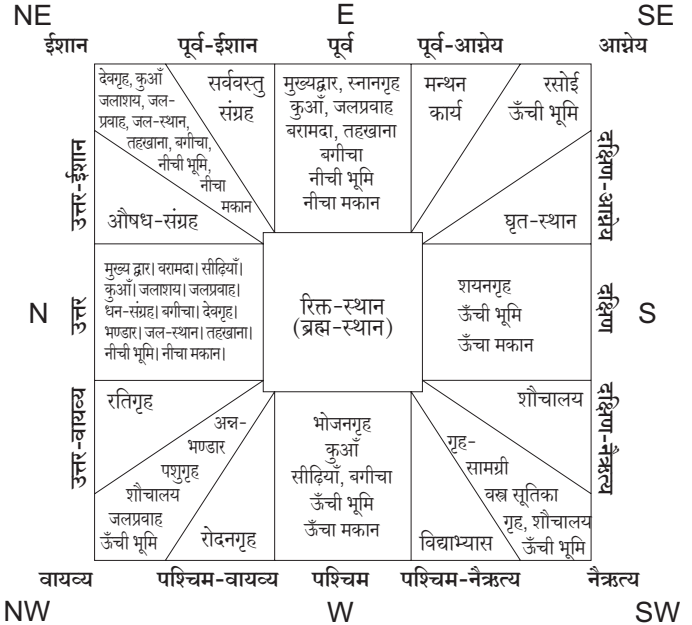 NE E SE
ईशान पूर्व-ईशान पूर्व पूर्व-आग्नेय आग्नेय
देवगृह, कुआँ
जलाशय, जल-
प्रवाह, जल-स्थान,
तहखाना, बगीचा,
नीची भूमि,
नीचा
मकान
सर्ववस्तु
संग्रह
मुख्यद्वार, स्नानगृह
कुआँ, जलप्रवाह
बरामदा, तहखाना
बगीचा
नीची भूमि
नीचा मकान
मन्थन
कार्य
रसोई
ऊँची भूमि
उत्तर-ईशान
औषध-संग्रह
घृत-स्थान
दक्षिण-आग्नेय
N
उत्तर
मुख्य द्वार। वरामदा। सीढ़ियाँ।
कुआँ। जलाशय। जलप्रवाह।
धन-संग्रह। बगीचा। देवगृह।
भण्डार। जल-स्थान। तहखाना।
नीची भूमि। नीचा मकान।
रिक्त-स्थान
(ब्रह्म-स्थान)
शयनगृह
ऊँची भूमि
ऊँचा मकान
दक्षिण
S
उत्तर-वायव्य
रतिगृह
अन्न-
भण्डार
पशुगृह
शौचालय
जलप्रवाह
ऊँची भूमि
रोदनगृह
भोजनगृह
कुआँ
सीढ़ियाँ, बगीचा
ऊँची भूमि
ऊँचा मकान
शौचालय
गृह-
सामग्री
वस्त्र सूतिका
गृह, शौचालय
ऊँची भूमि
विद्याभ्यास
दक्षिण-नैऋत्य
वायव्य पश्चिम-वायव्य पश्चिम पश्चिम-नैऋत्य नैऋत्य
NW W SW